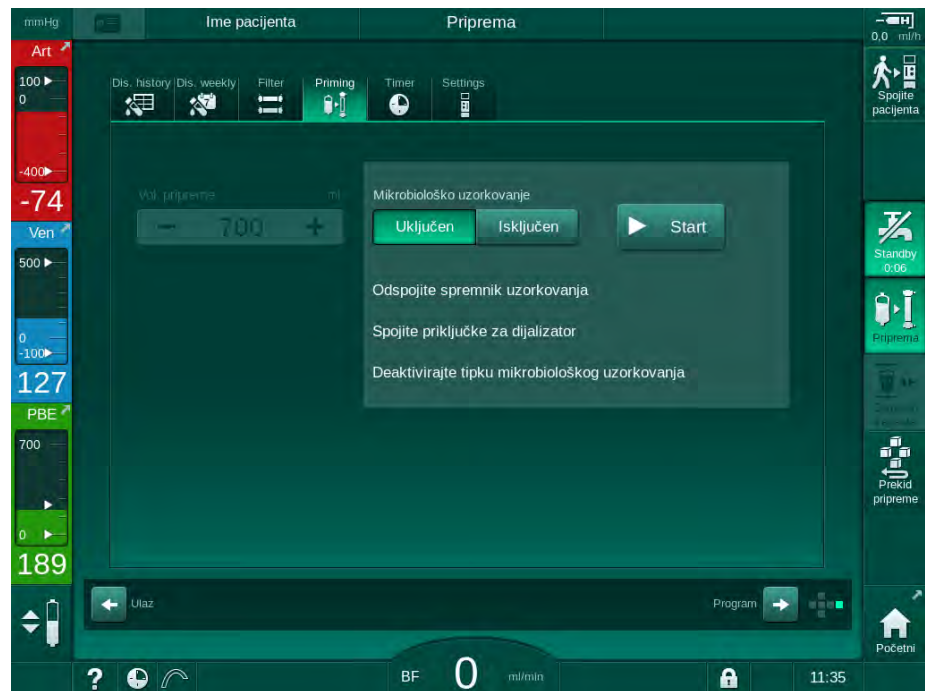 mmHg
Ime pacijenta
Priprema
0,0 ml/h
Art
100
0
-400
-74
Ven
500
0
-100
127
PBE
700
0
189
Dis. history
Dis. weekly
7
Filter
Priming
Timer
Settings
Vol. pripreme ml
− 700 +
Mikrobiološko uzorkovanje
Uključen
Isključen
Start
Odspojite spremnik uzorkovanja
Spojite priključke za dijalizator
Deaktivirajte tipku mikrobiološkog uzorkovanja
Spojite
pacijenta
Standby
0:06
Priprema
Prekid
pripreme
Ulaz
Program
Početni
?
BF 0 ml/min
11:35